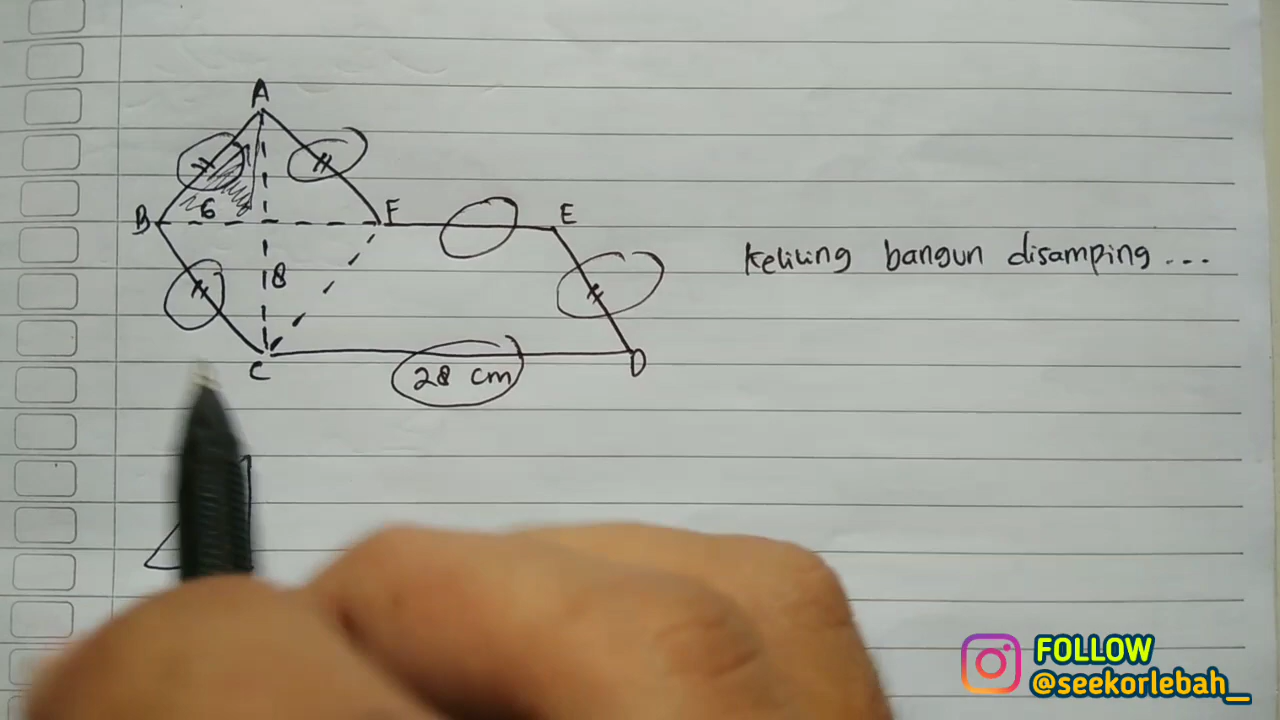 A
B
6
F
E
8
C
28 cm
D
keliling bangun disamping...
FOLLOW
@seekorlebah_